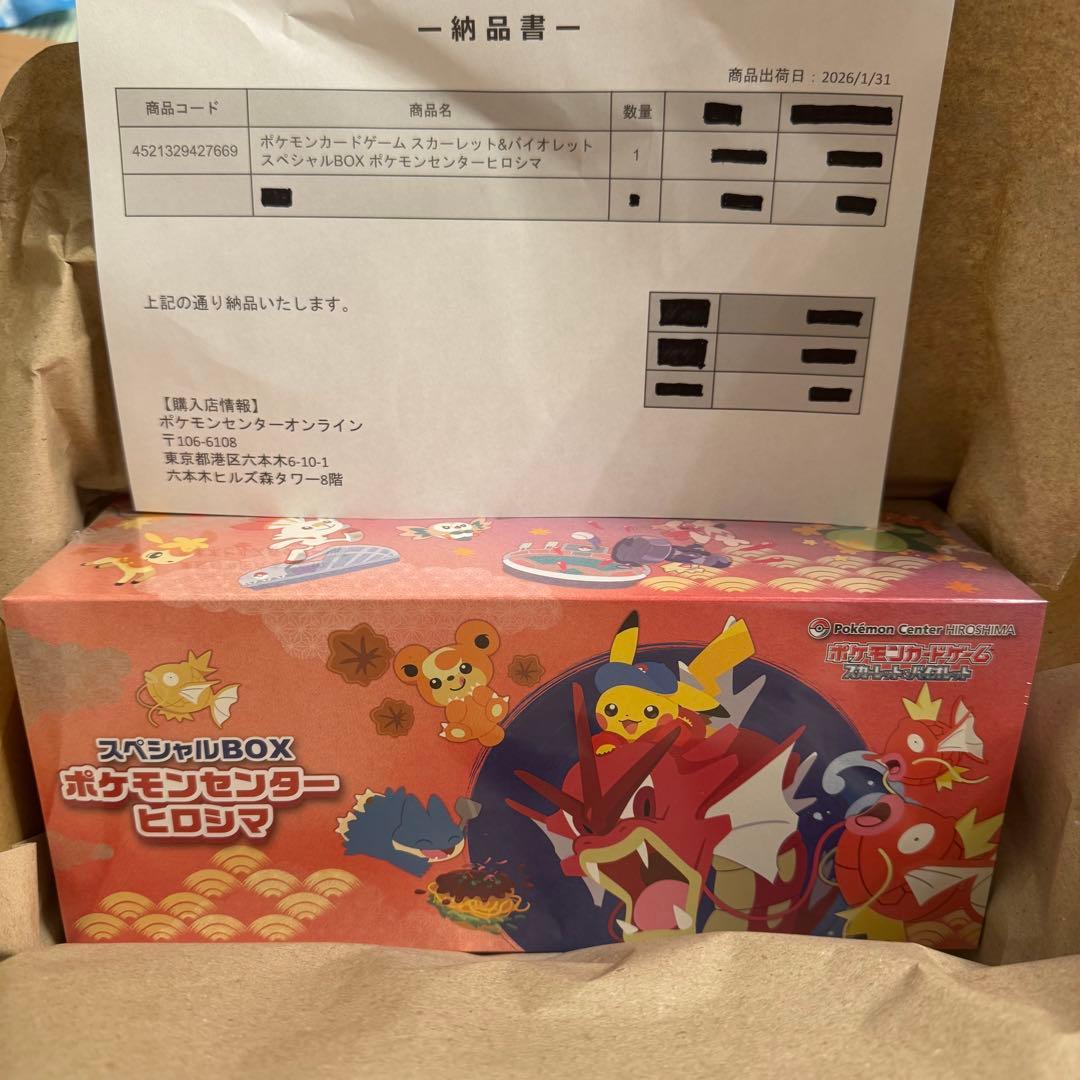 ー納品書ー
商品出荷日：2026/1/31
商品コード 商品名 数量
4521329427669 ポケモンカードゲーム スカーレット&バイオレット 1
スペシャルBOX ポケモンセンターヒロシマ
上記の通り納品いたします。
【購入店情報】
ポケモンセンターオンライン
〒106-6108
東京都港区六本木6-10-1
六本木ヒルズ森タワー8階
Pokémon Center HIROSHIMA
ポケモンカードゲーム
スカーレット&バイオレット
スペシャルBOX
ポケモンセンター
ヒロシマ